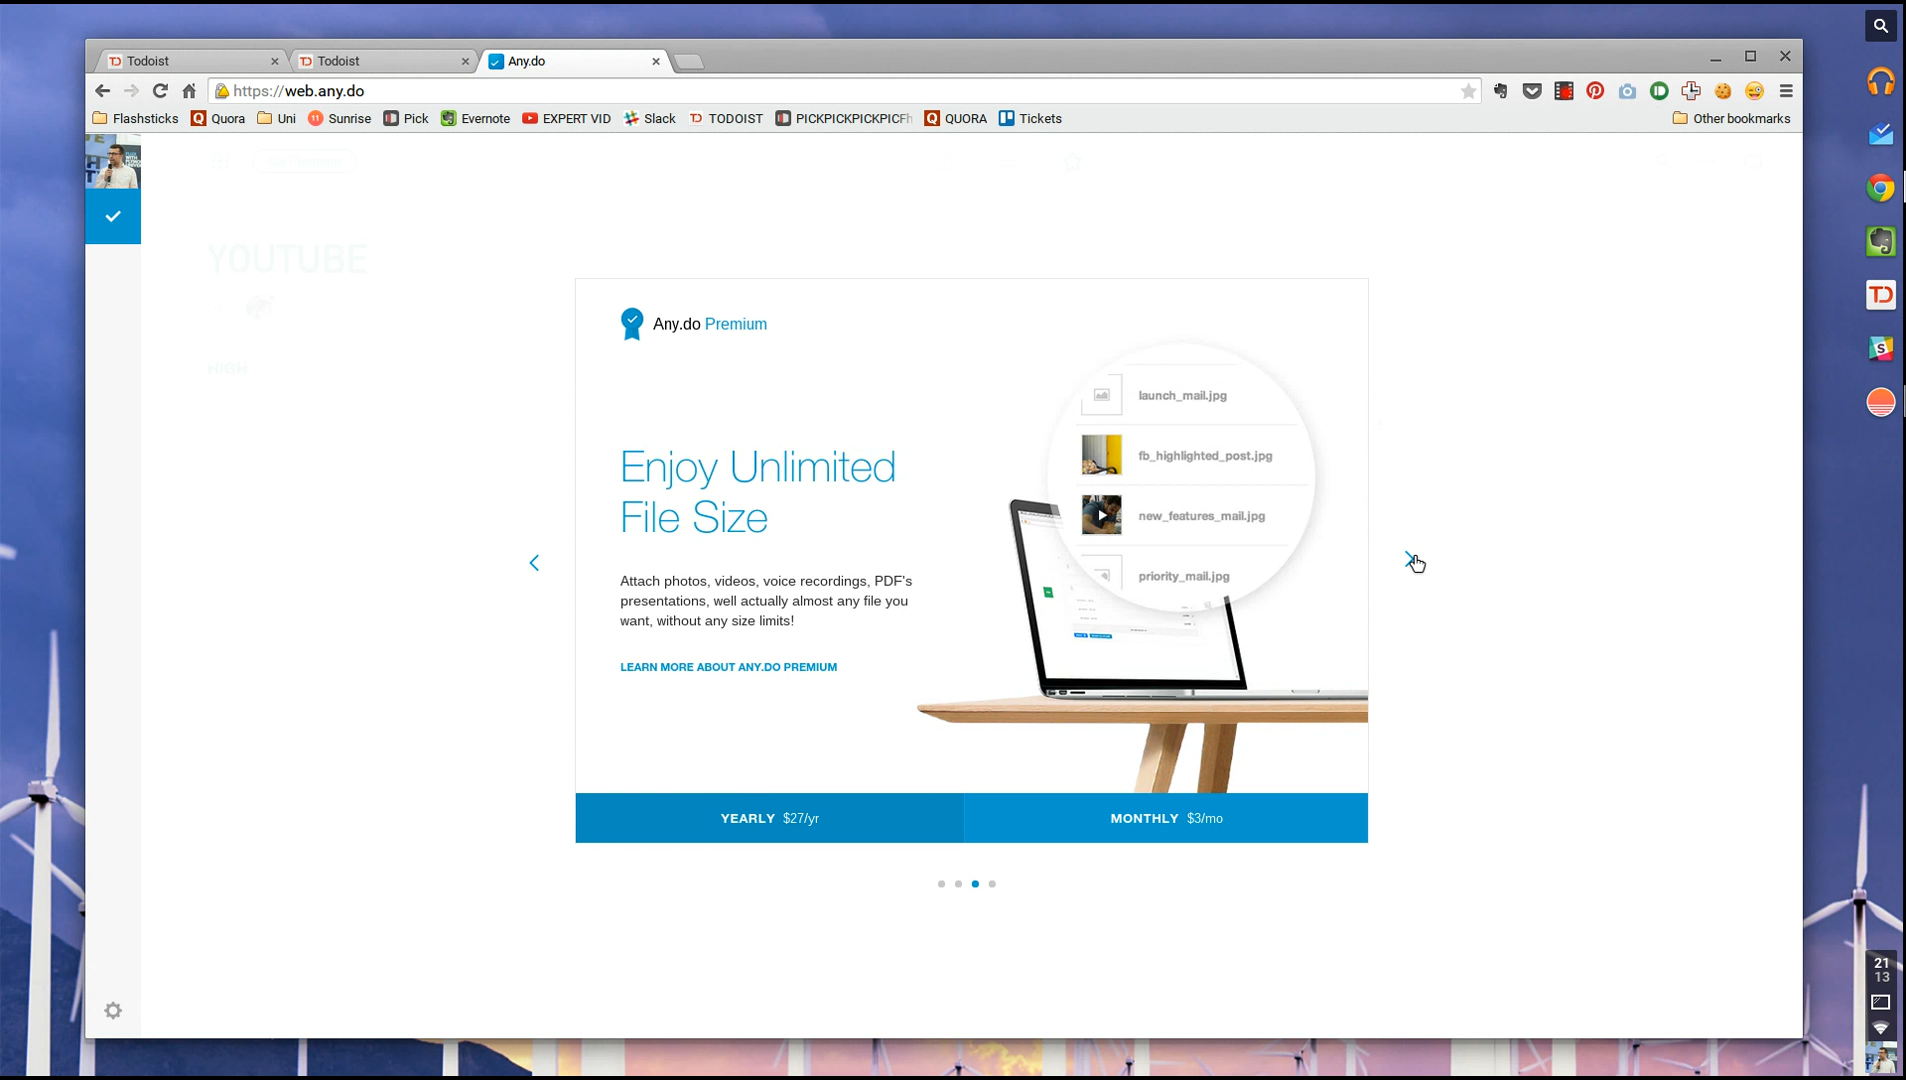 Todoist
Todoist
Any.do
https://web.any.do
Flashsticks
Quora
Uni
11 Sunrise
Pick
Evernote
EXPERT VID
Slack
TODOIST
PICKPICKPICKPICFH
QUORA
Tickets
Other bookmarks
YOUTUBE
HIGH
Any.do Premium
launch_mail.jpg
fb_highlighted_post.jpg
new_features_mail.jpg
priority_mail.jpg
Enjoy Unlimited
File Size
Attach photos, videos, voice recordings, PDF's
presentations, well actually almost any file you
want, without any size limits!
LEARN MORE ABOUT ANY.DO PREMIUM
YEARLY $27/yr
MONTHLY $3/mo
21
13